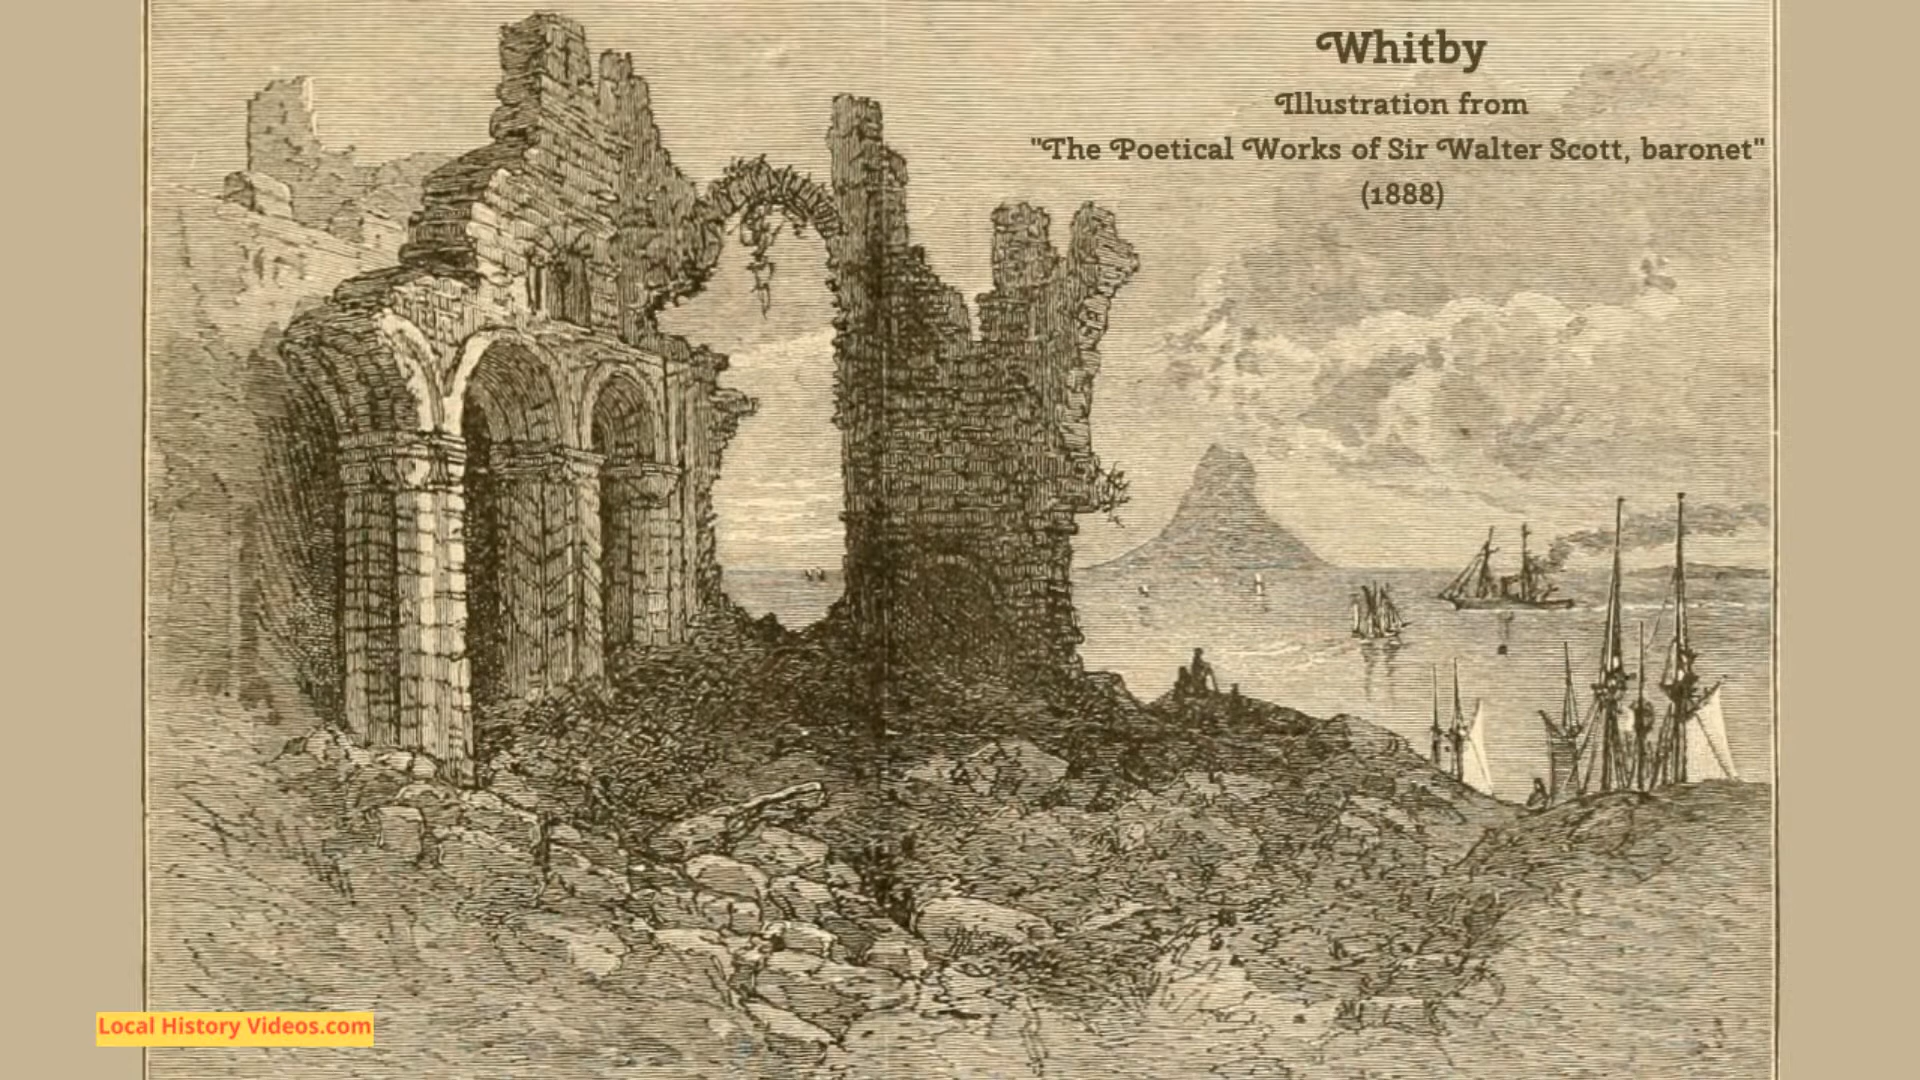 Whitby
Illustration from
"The Poetical Works of Sir Walter Scott, baronet"
(1888)
Local History Videos.com